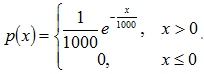 p(x) = { 1/1000 e^(-x/1000), x > 0
0, x ≤ 0 .